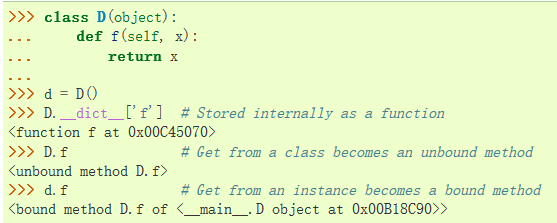 >>> class D(object):
...     def f(self, x):
...         return x
...
>>> d = D()
>>> D.__dict__['f']  # Stored internally as a function
<function f at 0x00C45070>
>>> D.f              # Get from a class becomes an unbound method
<unbound method D.f>
>>> d.f              # Get from an instance becomes a bound method
<bound method D.f of <__main__.D object at 0x00B18C90>>